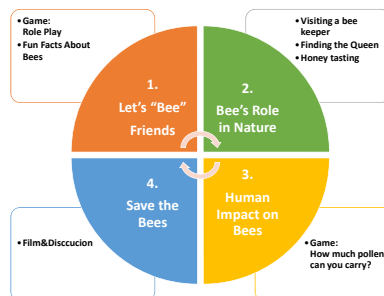 • Game:
Role Play
• Fun Facts About
Bees
• Visiting a bee
keeper
• Finding the Queen
• Honey tasting
1.
Let's "Bee"
Friends
2.
Bee's Role
in Nature
4.
Save the
Bees
3.
Human
Impact on
Bees
• Film&Disccucion
• Game:
How much pollen
can you carry?